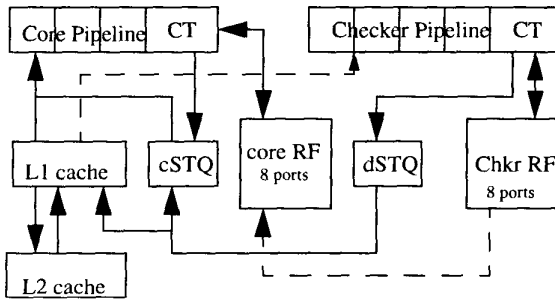 Core Pipeline CT
Checker Pipeline CT
L1 cache
cSTQ
core RF
8 ports
dSTQ
Chkr RF
8 ports
L2 cache